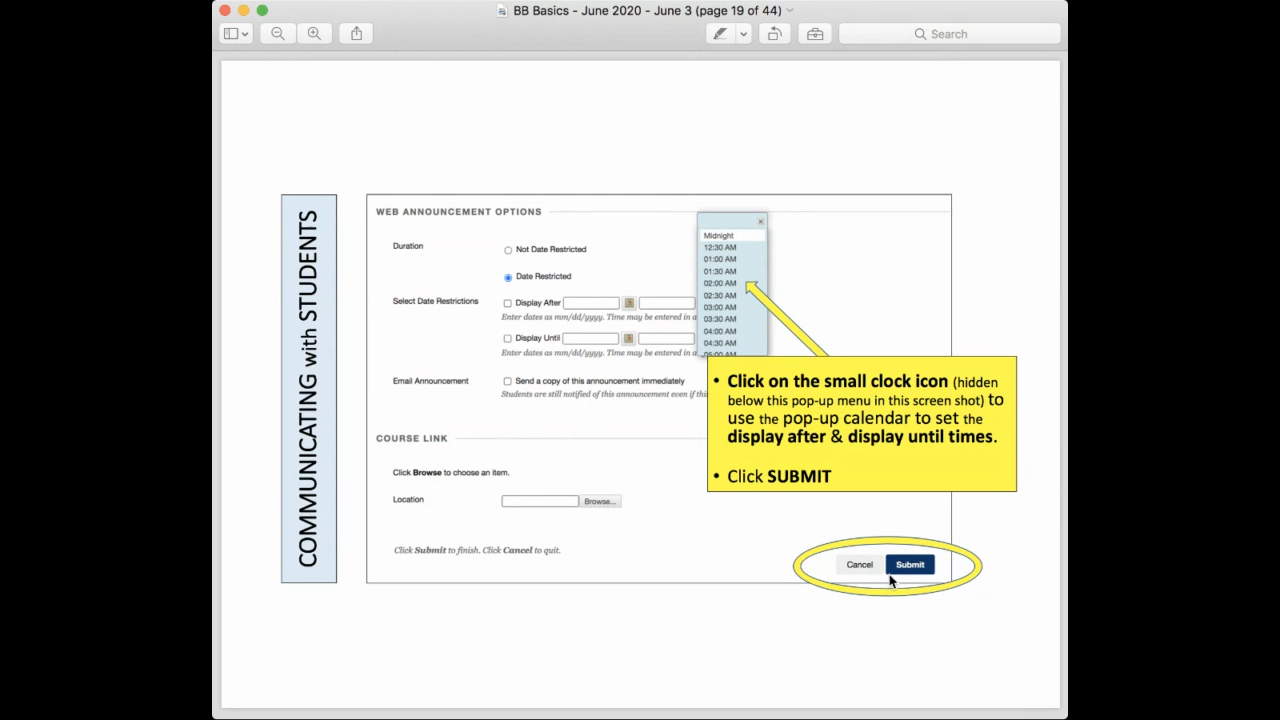 BB Basics - June 2020 - June 3 (page 19 of 44)
Search
COMMUNICATING with STUDENTS
WEB ANNOUNCEMENT OPTIONS
Duration
Not Date Restricted
Date Restricted
Select Date Restrictions
Display After
Enter dates as mm/dd/yyyy. Time may be entered in a
Display Until
Enter dates as mm/dd/yyyy. Time may be entered in a
Midnight
12:30 AM
01:00 AM
01:30 AM
02:00 AM
02:30 AM
03:00 AM
03:30 AM
04:00 AM
04:30 AM
05:00 AM
Email Announcement
Send a copy of this announcement immediately
Students are still notified of this announcement even if this
• Click on the small clock icon (hidden
below this pop-up menu in this screen shot) to
use the pop-up calendar to set the
display after & display until times.
• Click SUBMIT
COURSE LINK
Click Browse to choose an item.
Location
Browse...
Click Submit to finish. Click Cancel to quit.
Cancel
Submit